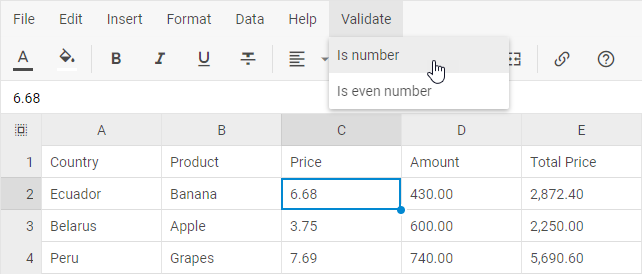 File Edit Insert Format Data Help Validate
A B I U S
Is number
Is even number
6.68
A B C D E
1 Country Product Price Amount Total Price
2 Ecuador Banana 6.68 430.00 2,872.40
3 Belarus Apple 3.75 600.00 2,250.00
4 Peru Grapes 7.69 740.00 5,690.60